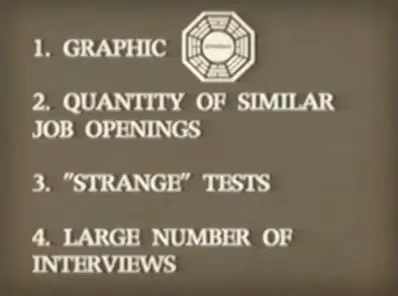 1. GRAPHIC
2. QUANTITY OF SIMILAR
JOB OPENINGS
3. "STRANGE" TESTS
4. LARGE NUMBER OF
INTERVIEWS